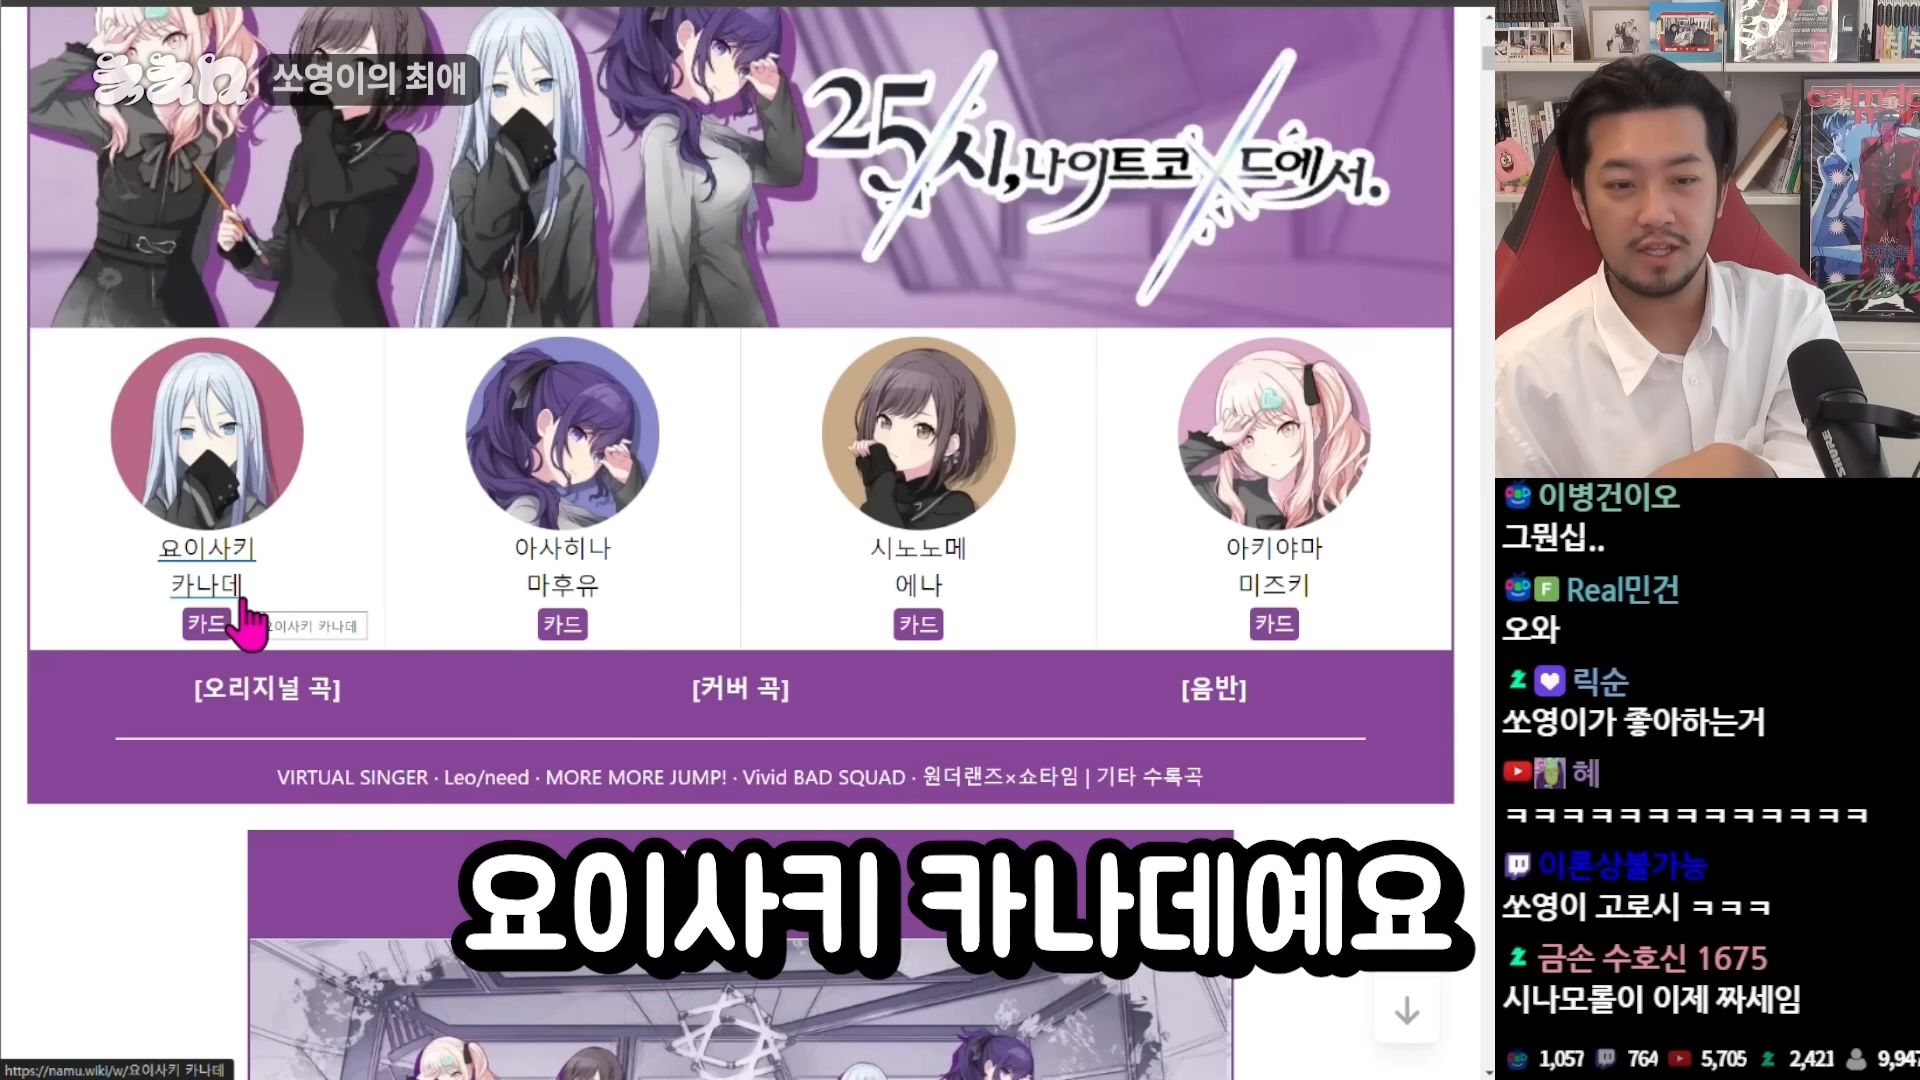 쏘영이의 최애
25시, 나이트코드에서.
요이사키
카나데
카드
요이사키 카나데
아사히나
마후유
카드
시노노메
에나
카드
아키야마
미즈키
카드
[오리지널 곡]
[커버 곡]
[음반]
VIRTUAL SINGER · Leo/need · MORE MORE JUMP! · Vivid BAD SQUAD · 원더랜즈×쇼타임 | 기타 수록곡
요이사키 카나데예요
https://namu.wiki/w/요이사키 카나데
SHURE
이병건이오
그뭔십..
F Real민건
오와
릭순
쏘영이가 좋아하는거
혜
ㅋㅋㅋㅋㅋㅋㅋㅋㅋㅋㅋㅋㅋ
이론상불가능
쏘영이 고로시 ㅋㅋㅋ
금손 수호신 1675
시나모롤이 이제 짜세임
1,057 764 5,705 2,421 9,947